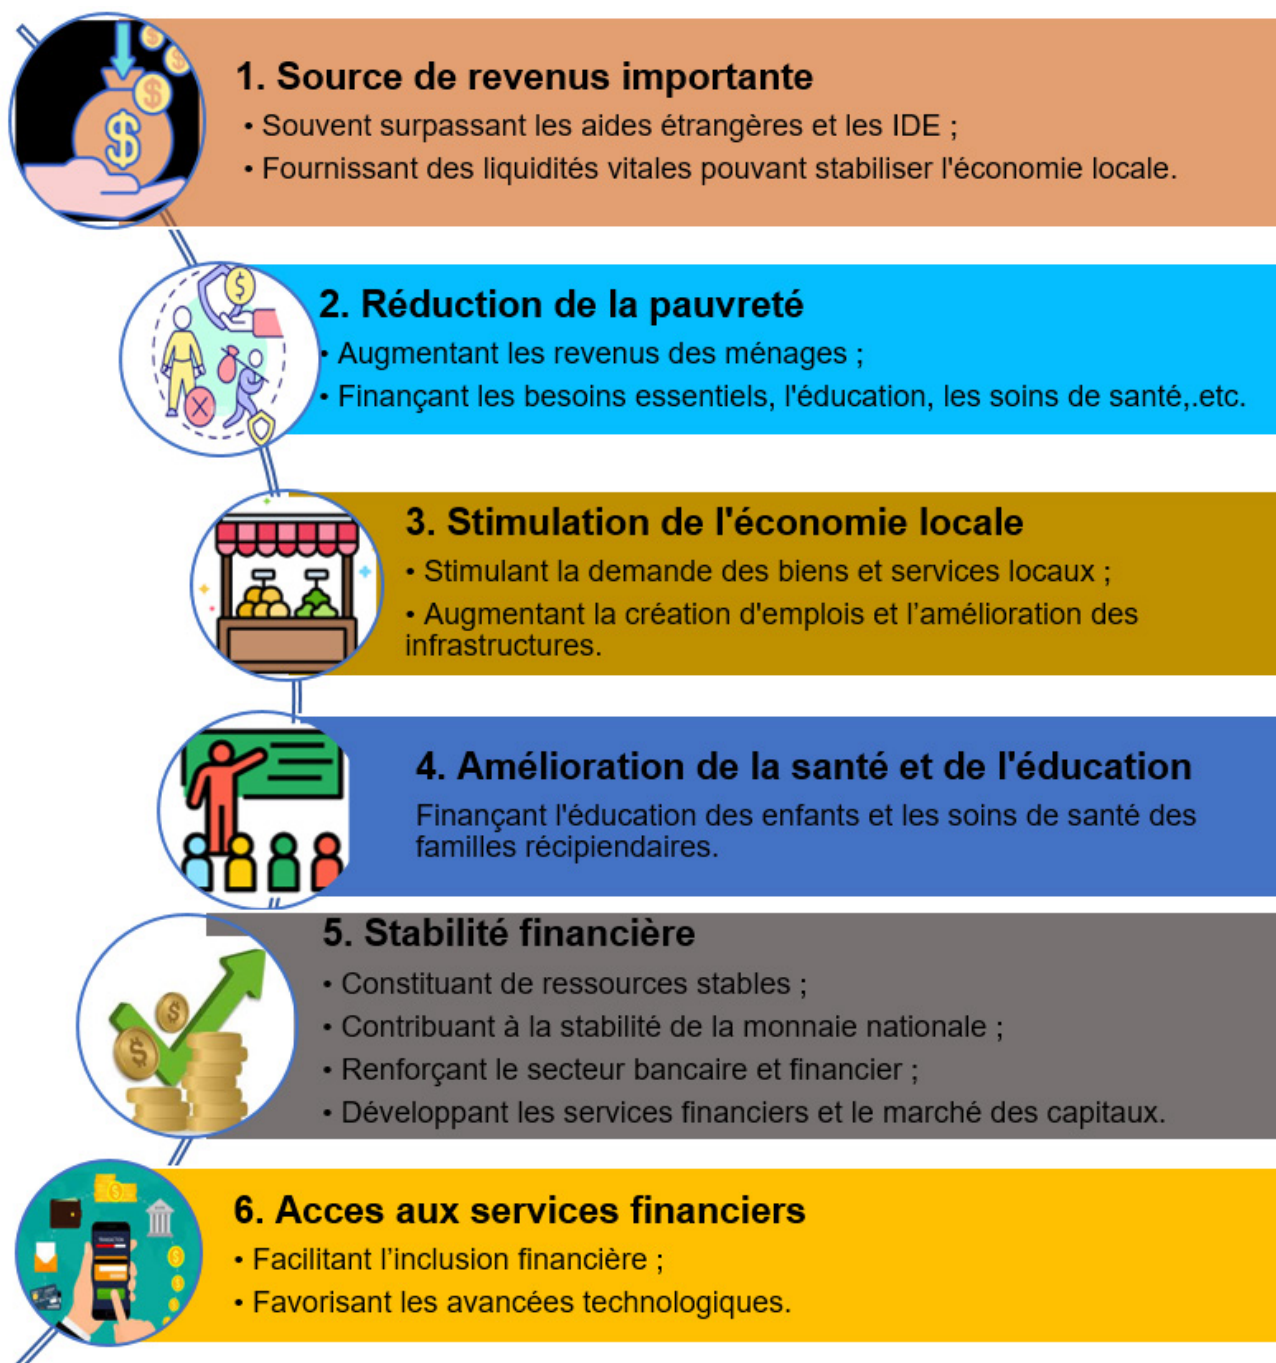 1. Source de revenus importante
• Souvent surpassant les aides étrangères et les IDE ;
• Fournissant des liquidités vitales pouvant stabiliser l'économie locale.
2. Réduction de la pauvreté
• Augmentant les revenus des ménages ;
• Finançant les besoins essentiels, l'éducation, les soins de santé,.etc.
3. Stimulation de l'économie locale
• Stimulant la demande des biens et services locaux ;
• Augmentant la création d'emplois et l’amélioration des
infrastructures.
4. Amélioration de la santé et de l'éducation
Finançant l'éducation des enfants et les soins de santé des
familles récipiendaires.
5. Stabilité financière
• Constituant de ressources stables ;
• Contribuant à la stabilité de la monnaie nationale ;
• Renforçant le secteur bancaire et financier ;
• Développant les services financiers et le marché des capitaux.
6. Acces aux services financiers
• Facilitant l’inclusion financière ;
• Favorisant les avancées technologiques.